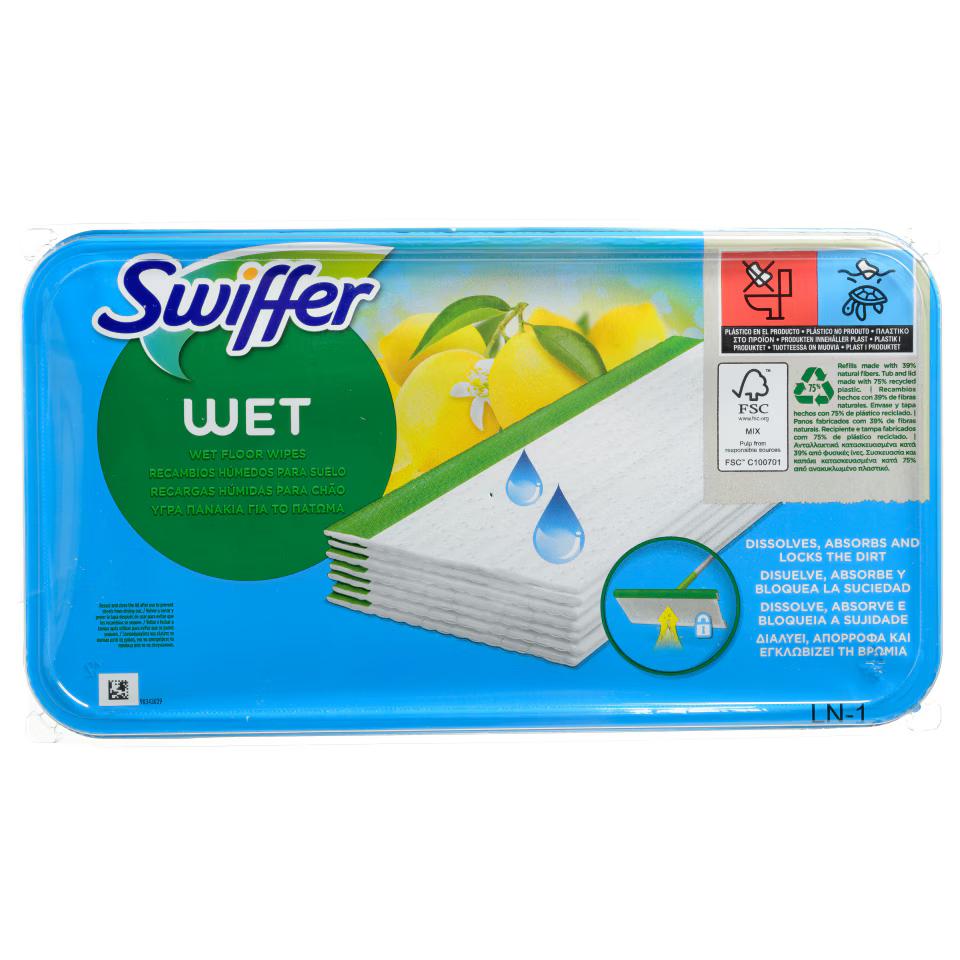 Swiffer
WET
WET FLOOR WIPES
RECAMBIOS HÚMEDOS PARA SUELO
RECARGAS HÚMIDAS PARA CHÃO
ΥΓΡΑ ΠΑΝΑΚΙΑ ΓΙΑ ΤΟ ΠΑΤΩΜΑ
PLÁSTICO EN EL PRODUCTO • PLÁSTICO NO PRODUTO • ΠΛΑΣΤΙΚΟ
ΣΤΟ ΠΡΟΪΟΝ • PRODUKTEN INNEHÅLLER PLAST • PLASTIK I
PRODUKTET • TUOTTEESSA ON MUOVIA • PLAST I PRODUKTET
FSC
www.fsc.org
MIX
Pulp from
responsible sources
FSC™ C100701
75%
Refills made with 39%
natural fibers. Tub and lid
made with 75% recycled
plastic. | Recambios
hechos con 39% de fibras
naturales. Envase y tapa
hechos con 75% de plástico reciclado. |
Panos fabricados com 39% de fibras
naturais. Recipiente e tampa fabricados
com 75% de plástico reciclado. |
Ανταλλακτικά κατασκευασμένα κατά
39% από φυσικές ίνες. Συσκευασία και
καπάκι κατασκευασμένα κατά 75%
από ανακυκλωμένο πλαστικό.
DISSOLVES, ABSORBS AND
LOCKS THE DIRT
DISUELVE, ABSORBE Y
BLOQUEA LA SUCIEDAD
DISSOLVE, ABSORVE E
BLOQUEIA A SUJIDADE
ΔΙΑΛΥΕΙ, ΑΠΟΡΡΟΦΑ ΚΑΙ
ΕΓΚΛΩΒΙΖΕΙ ΤΗ ΒΡΩΜΙΑ
LN-1